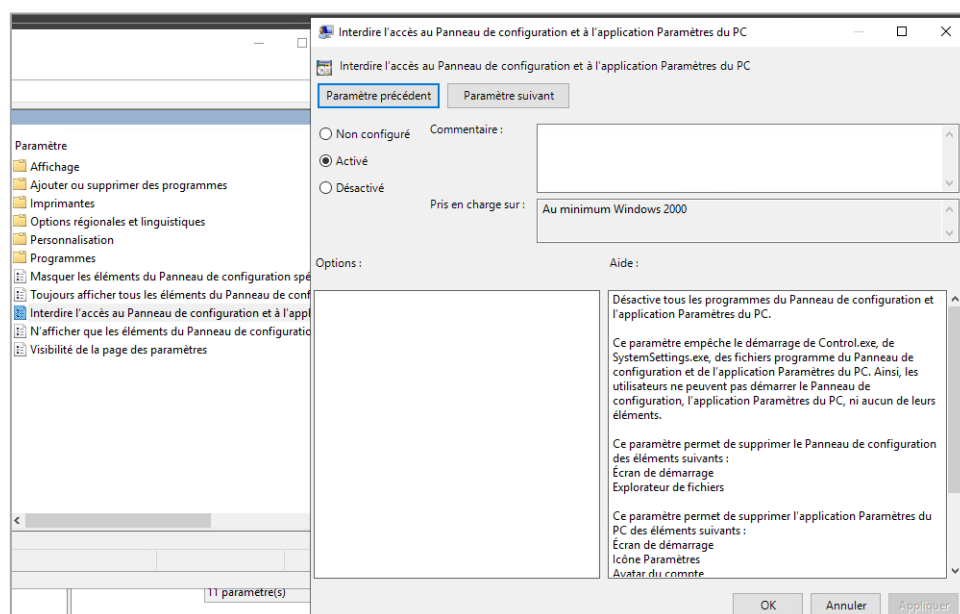 Interdire l'accès au Panneau de configuration et à l'application Paramètres du PC
Interdire l'accès au Panneau de configuration et à l'application Paramètres du PC
Paramètre précédent
Paramètre suivant
Non configuré
Activé
Désactivé
Commentaire :
Pris en charge sur :
Au minimum Windows 2000
Options :
Aide :
Désactive tous les programmes du Panneau de configuration et
l'application Paramètres du PC.
Ce paramètre empêche le démarrage de Control.exe, de
SystemSettings.exe, des fichiers programme du Panneau de
configuration et de l'application Paramètres du PC. Ainsi, les
utilisateurs ne peuvent pas démarrer le Panneau de
configuration, l'application Paramètres du PC, ni aucun de leurs
éléments.
Ce paramètre permet de supprimer le Panneau de configuration
des éléments suivants :
Écran de démarrage
Explorateur de fichiers
Ce paramètre permet de supprimer l'application Paramètres du
PC des éléments suivants :
Écran de démarrage
Icône Paramètres
Avatar du compte
OK
Annuler
Appliquer
Paramètre
Affichage
Ajouter ou supprimer des programmes
Imprimantes
Options régionales et linguistiques
Personnalisation
Programmes
Masquer les éléments du Panneau de configuration spé
Toujours afficher tous les éléments du Panneau de conf
Interdire l'accès au Panneau de configuration et à l'appl
N'afficher que les éléments du Panneau de configuratio
Visibilité de la page des paramètres
11 paramètre(s)